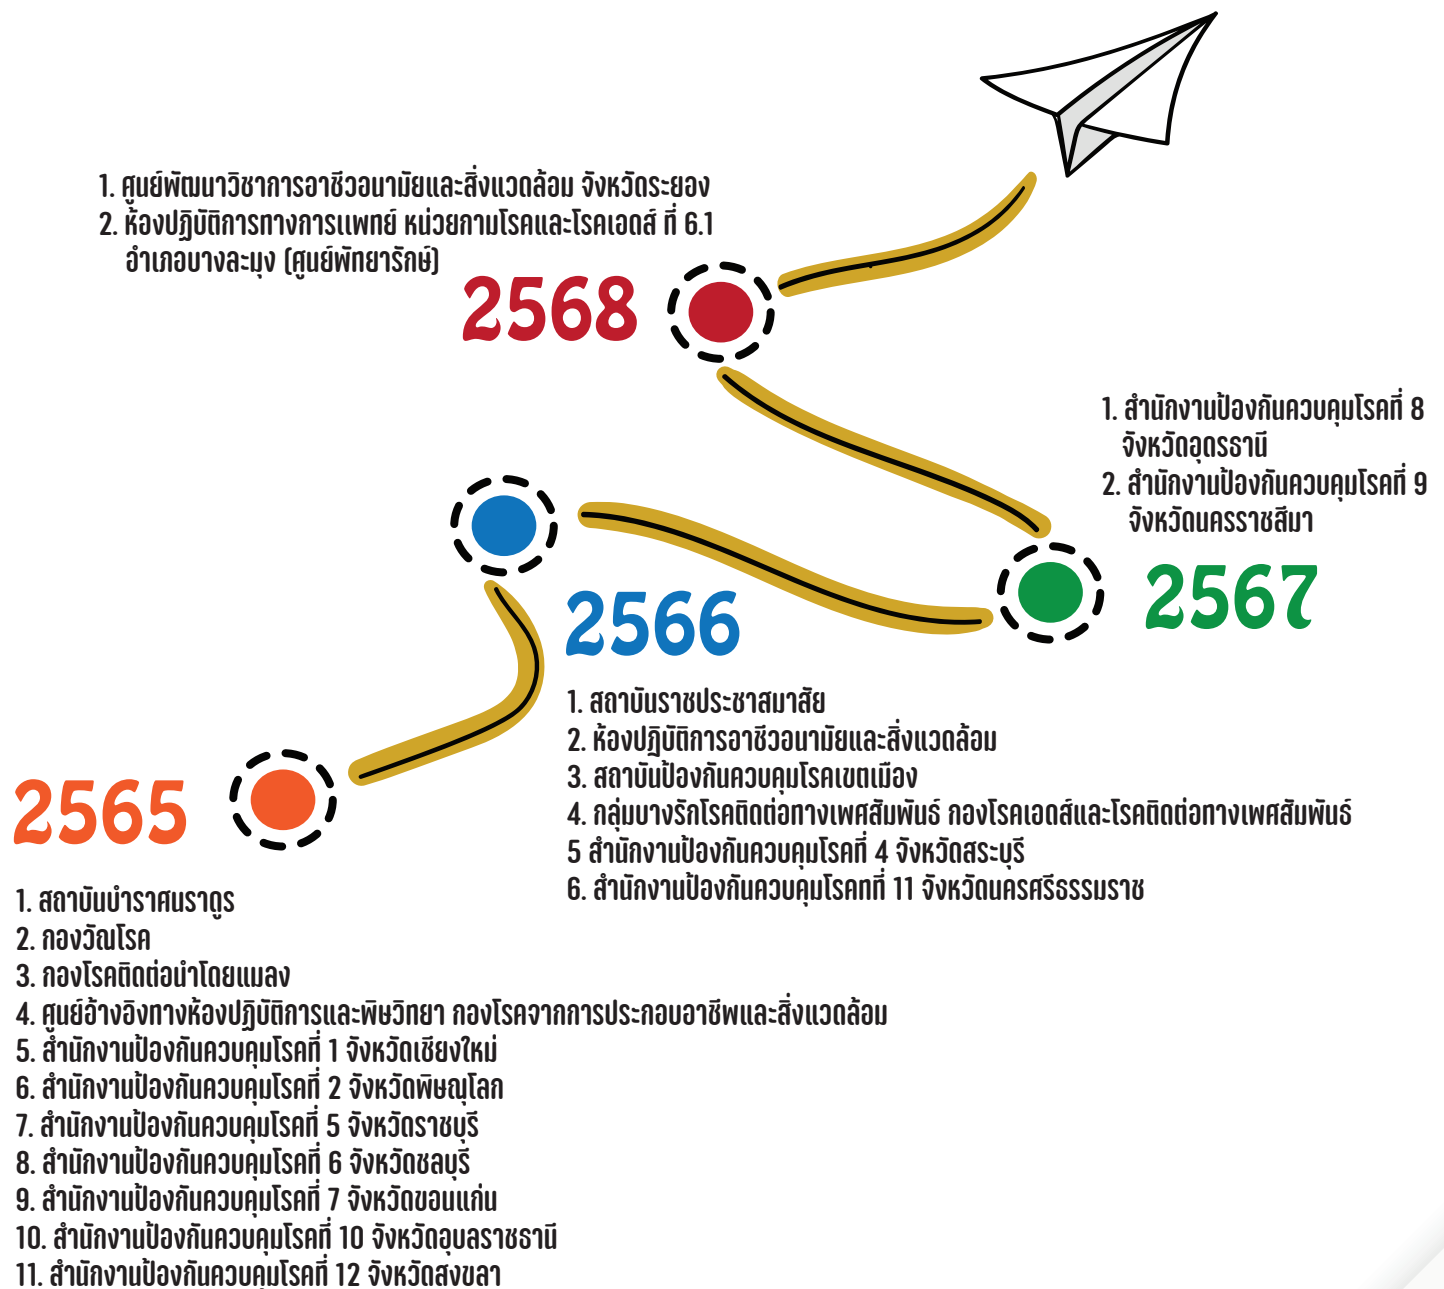 1. ศูนย์พัฒนาวิชาการอาชีวอนามัยและสิ่งแวดล้อม จังหวัดระยอง
2. ห้องปฏิบัติการทางการแพทย์ หน่วยกามโรคและโรคเอดส์ ที่ 6.1
อำเภอบางละมุง (ศูนย์พัทยารักษ์)
2568
1. สำนักงานป้องกันควบคุมโรคที่ 8
จังหวัดอุดรธานี
2. สำนักงานป้องกันควบคุมโรคที่ 9
จังหวัดนครราชสีมา
2567
2566
1. สถาบันราชประชาสมาสัย
2. ห้องปฏิบัติการอาชีวอนามัยและสิ่งแวดล้อม
3. สถาบันป้องกันควบคุมโรคเขตเมือง
4. กลุ่มบางรักโรคติดต่อทางเพศสัมพันธ์ กองโรคเอดส์และโรคติดต่อทางเพศสัมพันธ์
5 สำนักงานป้องกันควบคุมโรคที่ 4 จังหวัดสระบุรี
6. สำนักงานป้องกันควบคุมโรคทที่ 11 จังหวัดนครศรีธรรมราช
2565
1. สถาบันบำราศนราดูร
2. กองวัณโรค
3. กองโรคติดต่อนำโดยแมลง
4. ศูนย์อ้างอิงทางห้องปฏิบัติการและพิษวิทยา กองโรคจากการประกอบอาชีพและสิ่งแวดล้อม
5. สำนักงานป้องกันควบคุมโรคที่ 1 จังหวัดเชียงใหม่
6. สำนักงานป้องกันควบคุมโรคที่ 2 จังหวัดพิษณุโลก
7. สำนักงานป้องกันควบคุมโรคที่ 5 จังหวัดราชบุรี
8. สำนักงานป้องกันควบคุมโรคที่ 6 จังหวัดชลบุรี
9. สำนักงานป้องกันควบคุมโรคที่ 7 จังหวัดขอนแก่น
10. สำนักงานป้องกันควบคุมโรคที่ 10 จังหวัดอุบลราชธานี
11. สำนักงานป้องกันควบคุมโรคที่ 12 จังหวัดสงขลา